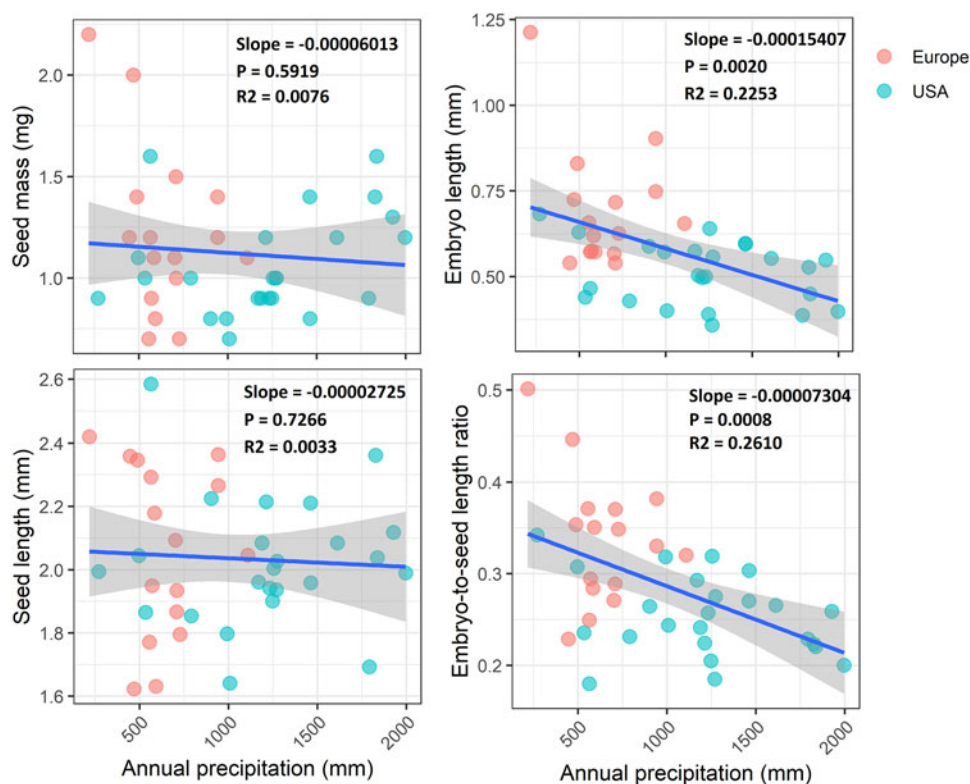 Slope = -0.00006013
P = 0.5919
R2 = 0.0076
Seed mass (mg)
2.0
1.5
1.0
Slope = -0.00015407
P = 0.0020
R2 = 0.2253
Embryo length (mm)
1.25
1.00
0.75
0.50
0.25
Europe
USA
Slope = -0.00002725
P = 0.7266
R2 = 0.0033
Seed length (mm)
2.6
2.4
2.2
2.0
1.8
1.6
500
1000
1500
2000
Annual precipitation (mm)
Slope = -0.00007304
P = 0.0008
R2 = 0.2610
Embryo-to-seed length ratio
0.5
0.4
0.3
0.2
500
1000
1500
2000
Annual precipitation (mm)